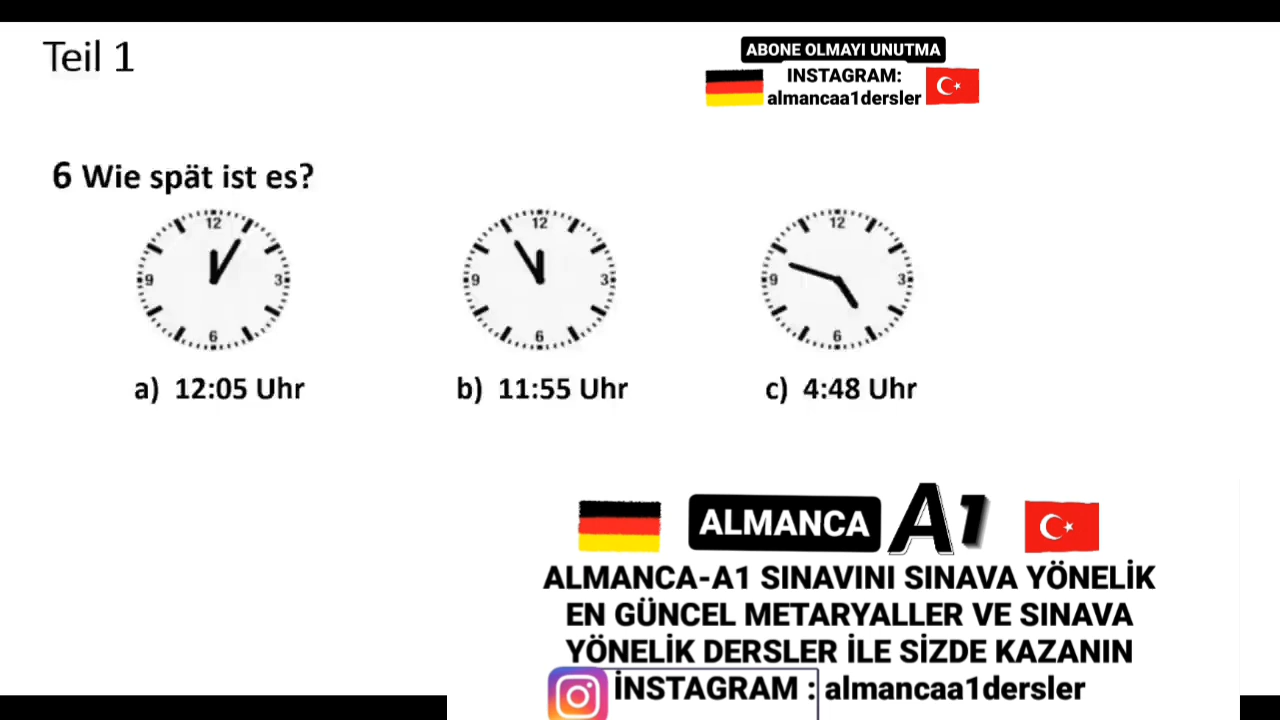 Teil 1
ABONE OLMAYI UNUTMA
INSTAGRAM:
almancaa1dersler
6 Wie spät ist es?
12
3
6
9
12
3
6
9
12
3
6
9
a) 12:05 Uhr
b) 11:55 Uhr
c) 4:48 Uhr
ALMANCA A1
ALMANCA-A1 SINAVINI SINAVA YÖNELİK
EN GÜNCEL METARYALLER VE SINAVA
YÖNELİK DERSLER İLE SİZDE KAZANIN
İNSTAGRAM : almancaa1dersler